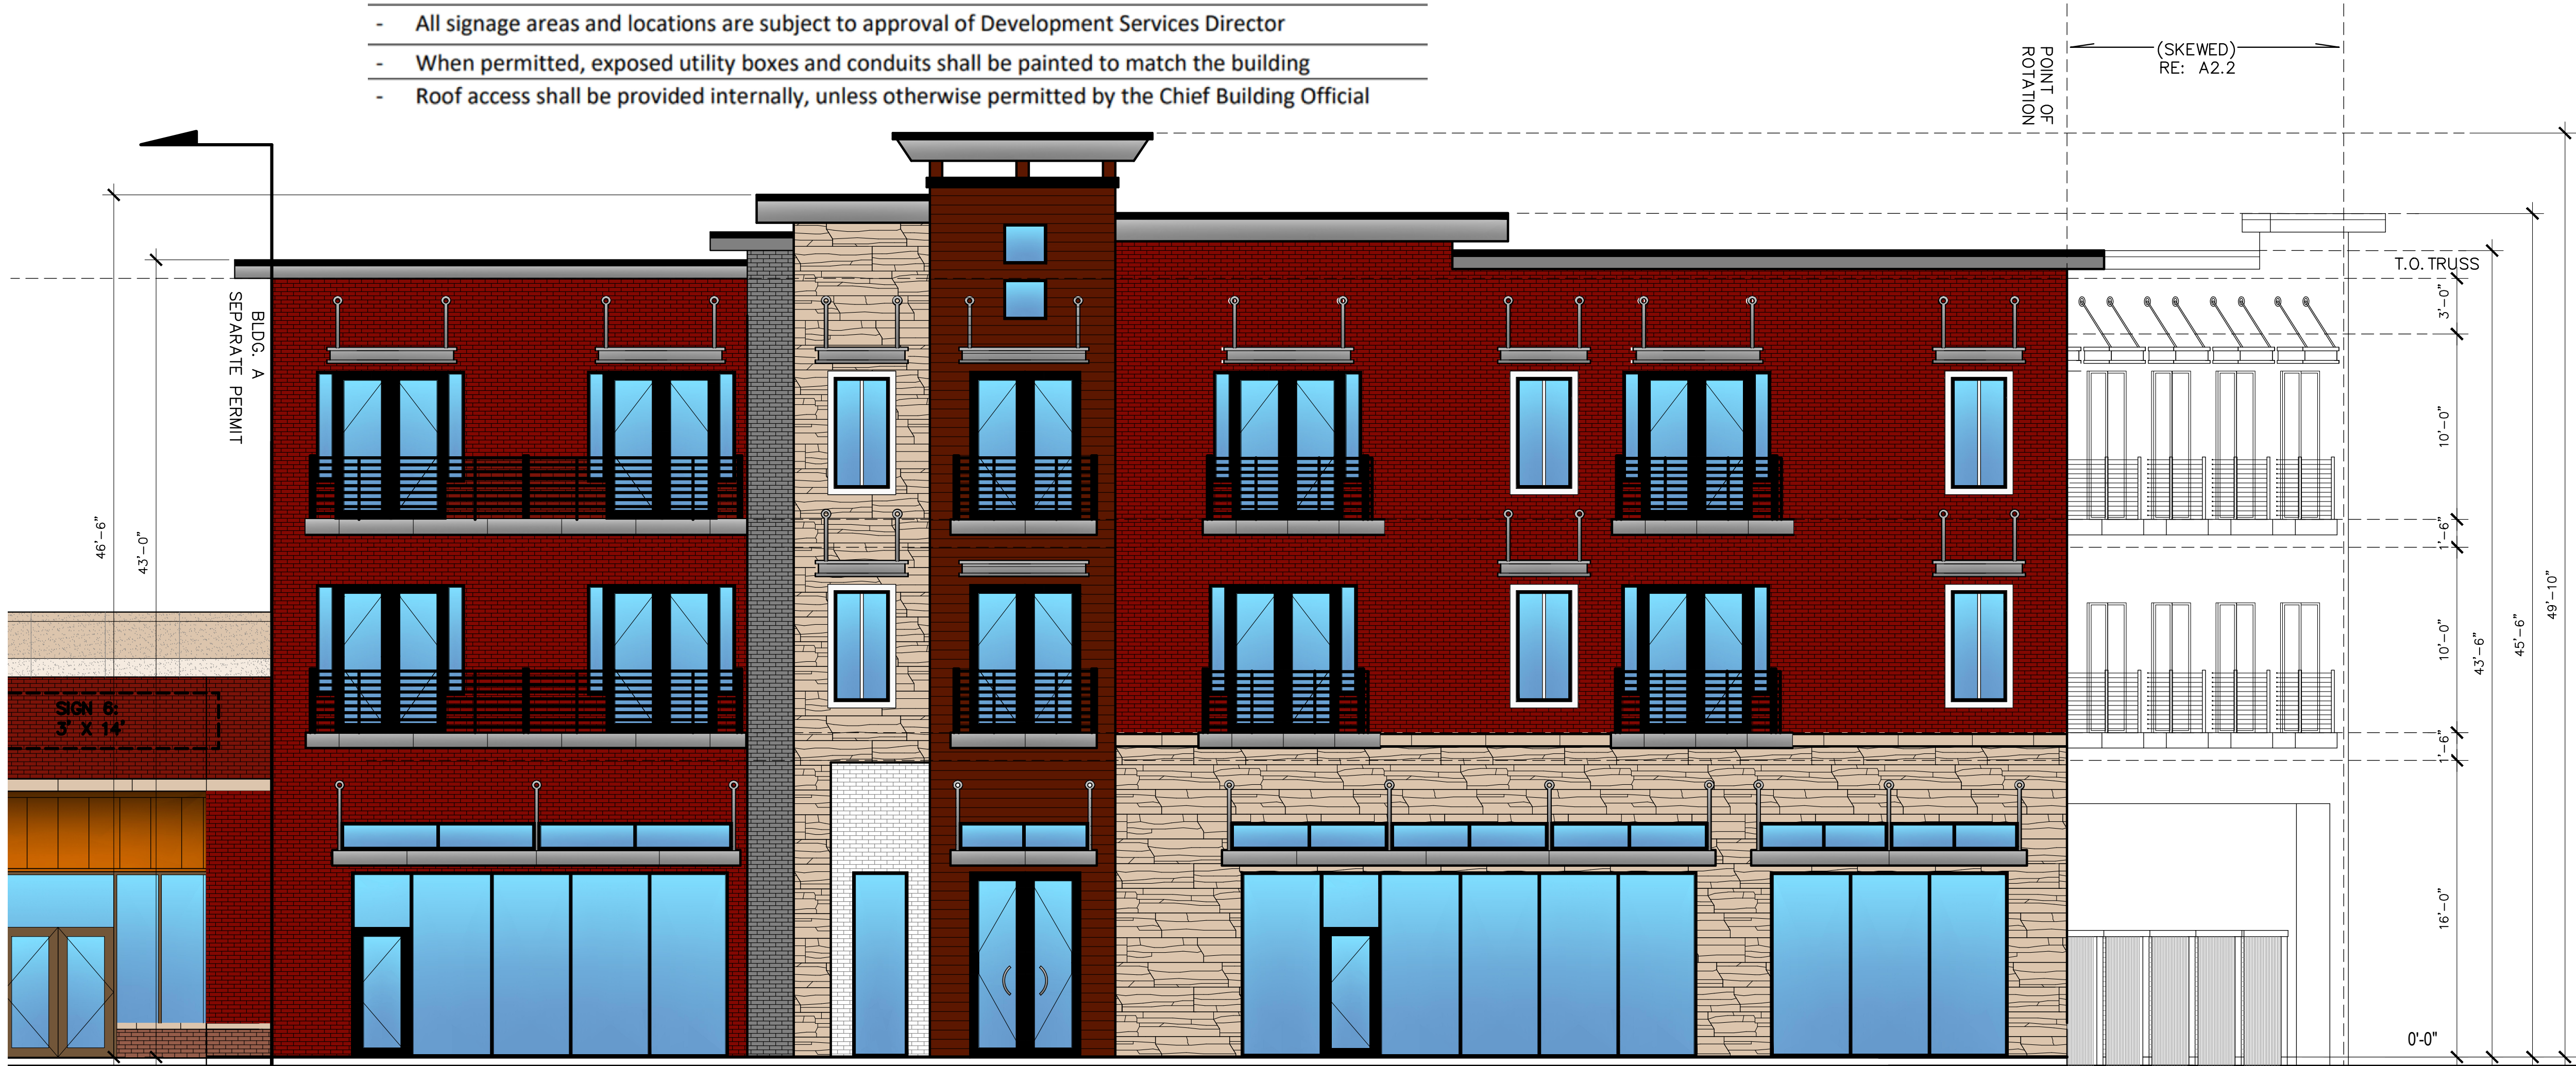 - All signage areas and locations are subject to approval of Development Services Director
- When permitted, exposed utility boxes and conduits shall be painted to match the building
- Roof access shall be provided internally, unless otherwise permitted by the Chief Building Official
POINT OF
ROTATION
(SKEWED)
RE: A2.2
BLDG. A
SEPARATE PERMIT
46'-6"
43'-0"
SIGN 6:
3' X 14'
T.O. TRUSS
3'-0"
10'-0"
1'-6"
10'-0"
1'-6"
16'-0"
43'-6"
45'-6"
49'-10"
0'-0"